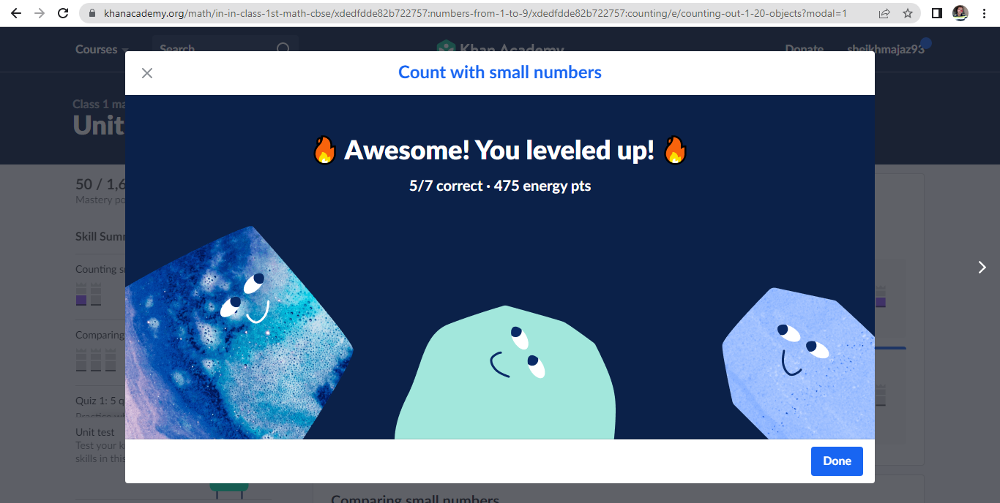 khanacademy.org/math/in-in-class-1st-math-cbse/xdedfdde82b722757:numbers-from-1-to-9/xdedfdde82b722757:counting/e/counting-out-1-20-objects?modal=1
Courses Search Khan Academy Donate sheikhmajaz93
Count with small numbers
Class 1
Unit
Awesome! You leveled up!
5/7 correct · 475 energy pts
50 / 1,6
Mastery
Skill
Counting
Comparing
Quiz 1: 5
Practice
Unit test
Test your
skills in this
Done
Comparing small numbers